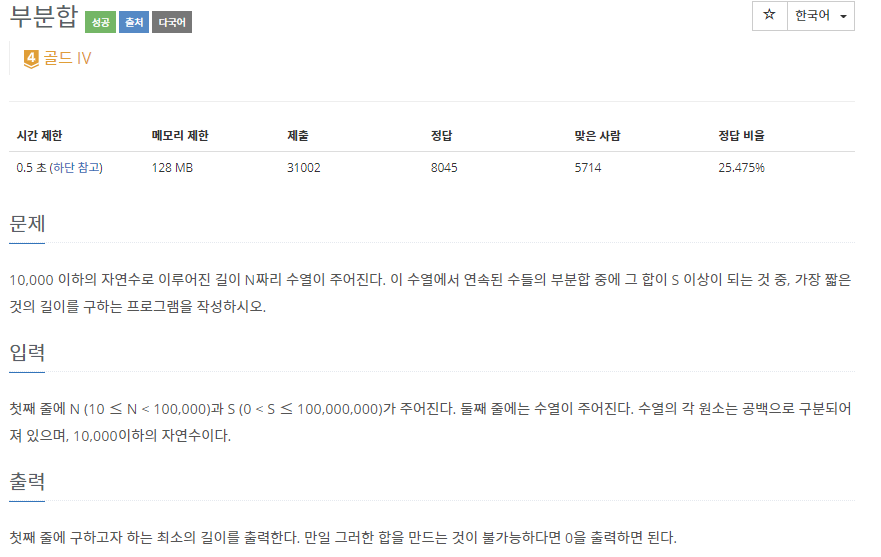 부분합 성공 출처 다국어
☆ 한국어
4 골드 IV
시간 제한 메모리 제한 제출 정답 맞은 사람 정답 비율
0.5 초 (하단 참고) 128 MB 31002 8045 5714 25.475%
문제
10,000 이하의 자연수로 이루어진 길이 N짜리 수열이 주어진다. 이 수열에서 연속된 수들의 부분합 중에 그 합이 S 이상이 되는 것 중, 가장 짧은
것의 길이를 구하는 프로그램을 작성하시오.
입력
첫째 줄에 N (10 ≤ N < 100,000)과 S (0 < S ≤ 100,000,000)가 주어진다. 둘째 줄에는 수열이 주어진다. 수열의 각 원소는 공백으로 구분되어
져 있으며, 10,000이하의 자연수이다.
출력
첫째 줄에 구하고자 하는 최소의 길이를 출력한다. 만일 그러한 합을 만드는 것이 불가능하다면 0을 출력하면 된다.